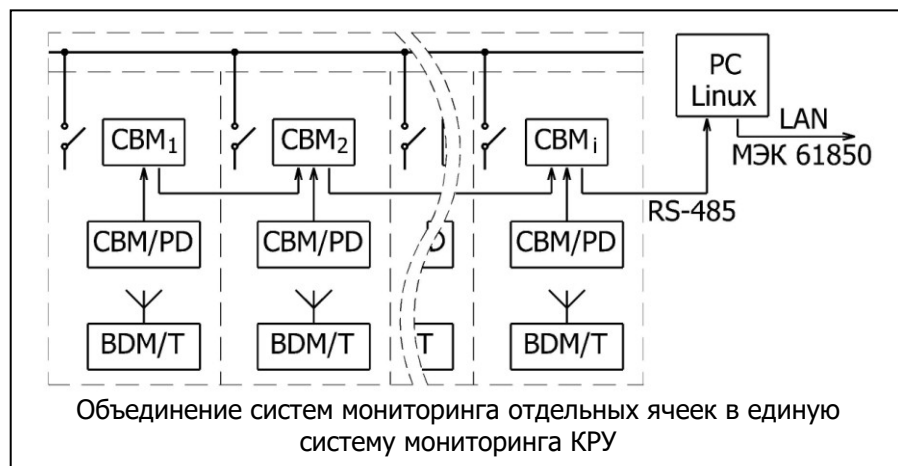 PC
Linux
LAN
МЭК 61850
RS-485
CBM₁
CBM₂
CBMᵢ
CBM/PD
CBM/PD
D
CBM/PD
BDM/T
BDM/T
T
BDM/T
Объединение систем мониторинга отдельных ячеек в единую
систему мониторинга КРУ